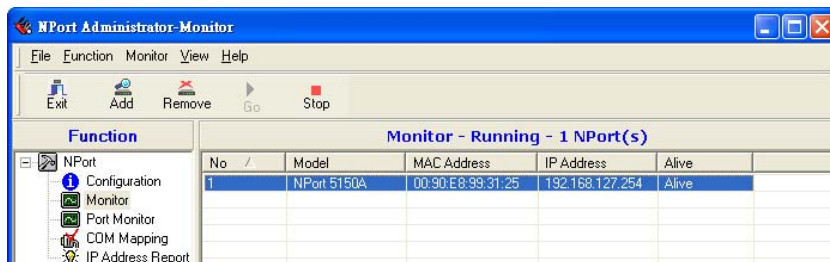 NPort Administrator-Monitor
File Function Monitor View Help
Exit Add Remove Go Stop
Function Monitor - Running - 1 NPort(s)
NPort No Model MAC Address IP Address Alive
Configuration 1 NPort 5150A 00:90:E8:99:31:25 192.168.127.254 Alive
Monitor
Port Monitor
COM Mapping
IP Address Report